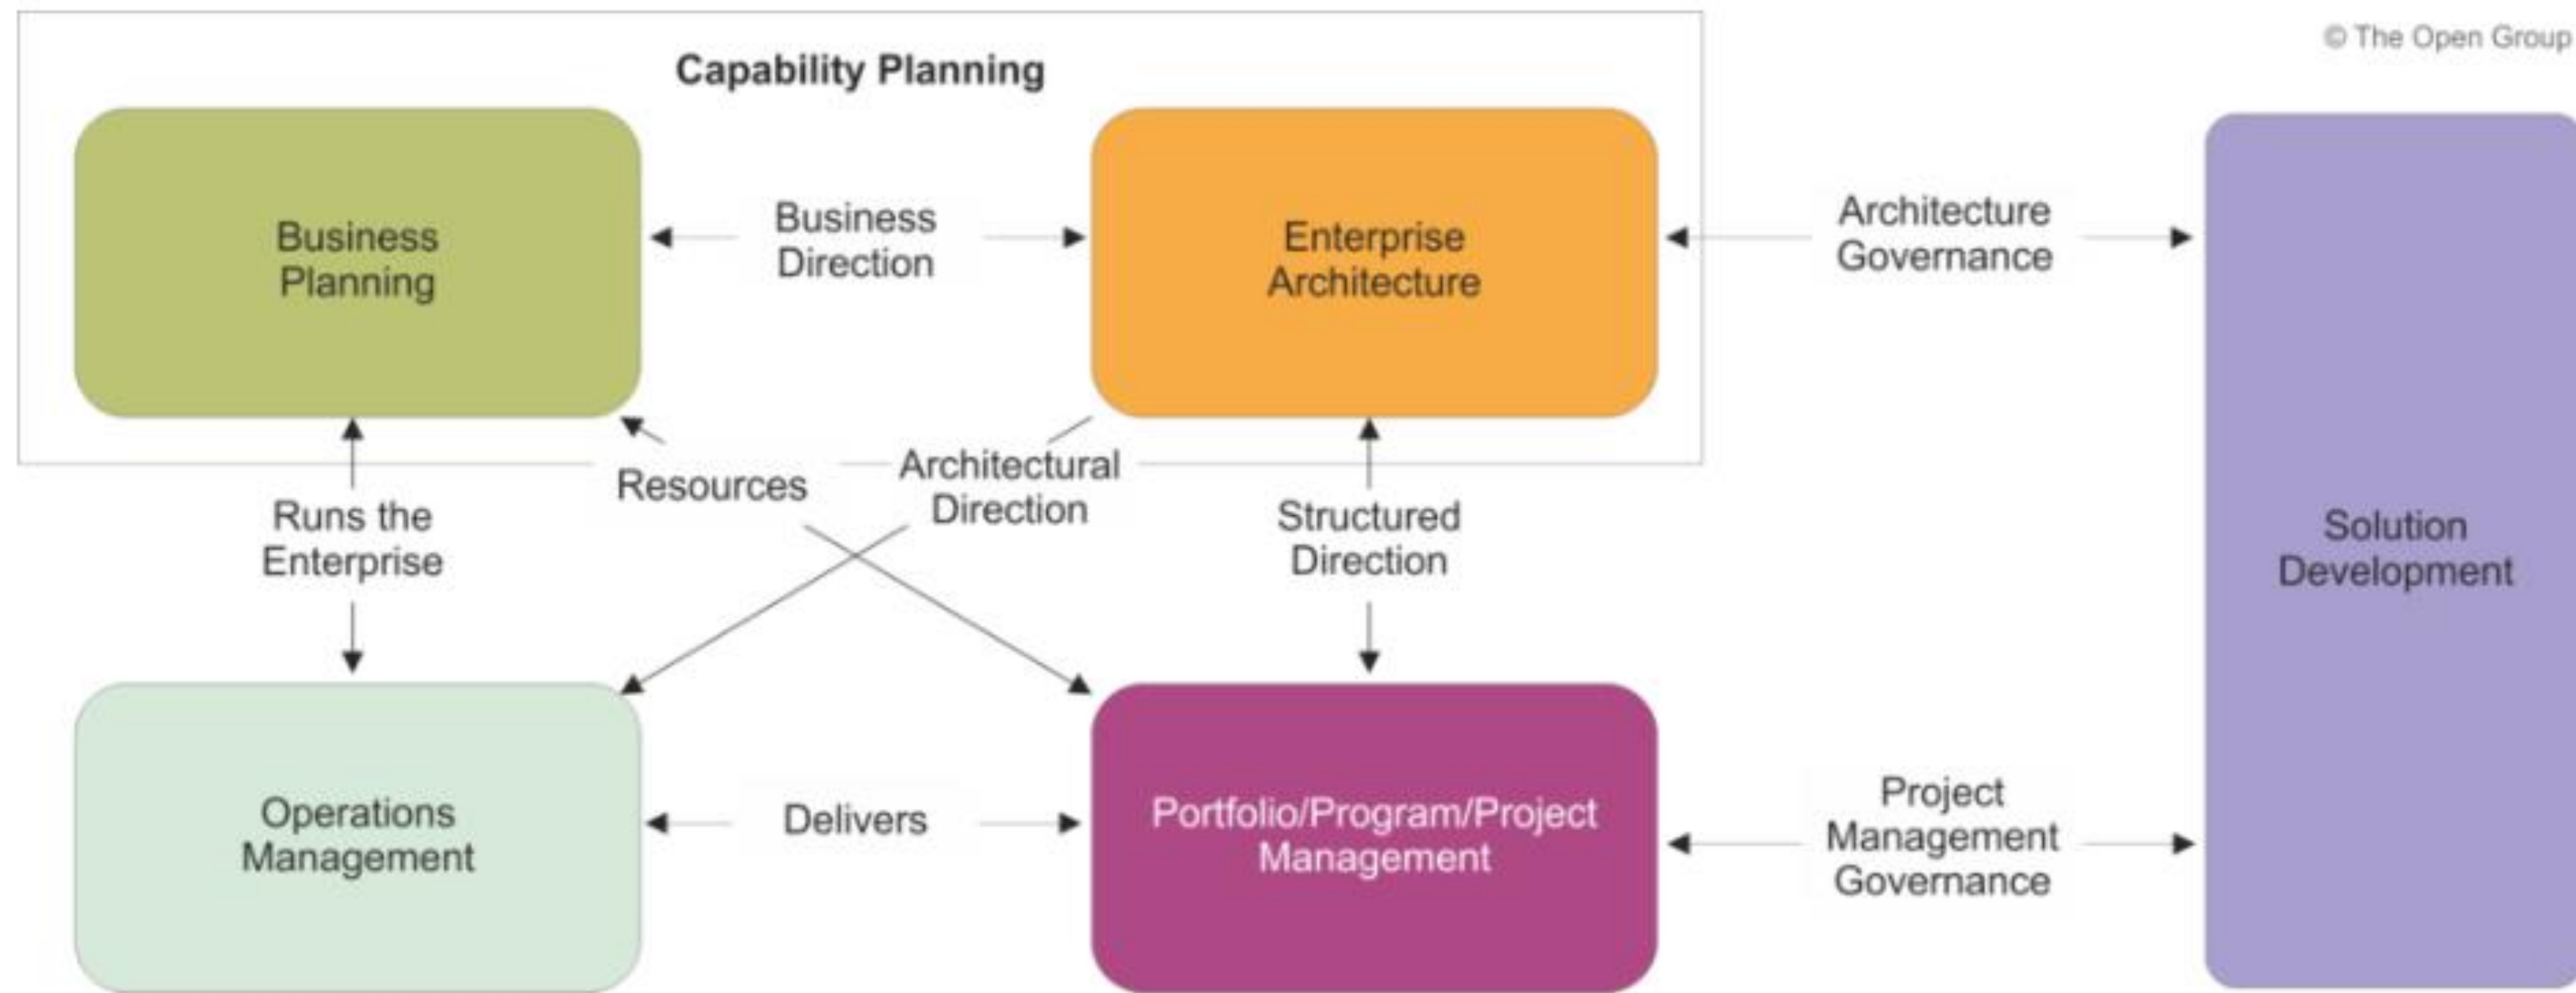 © The Open Group
Capability Planning
Business
Planning
Business
Direction
Enterprise
Architecture
Architecture
Governance
Resources
Architectural
Direction
Runs the
Enterprise
Structured
Direction
Solution
Development
Operations
Management
Delivers
Portfolio/Program/Project
Management
Project
Management
Governance